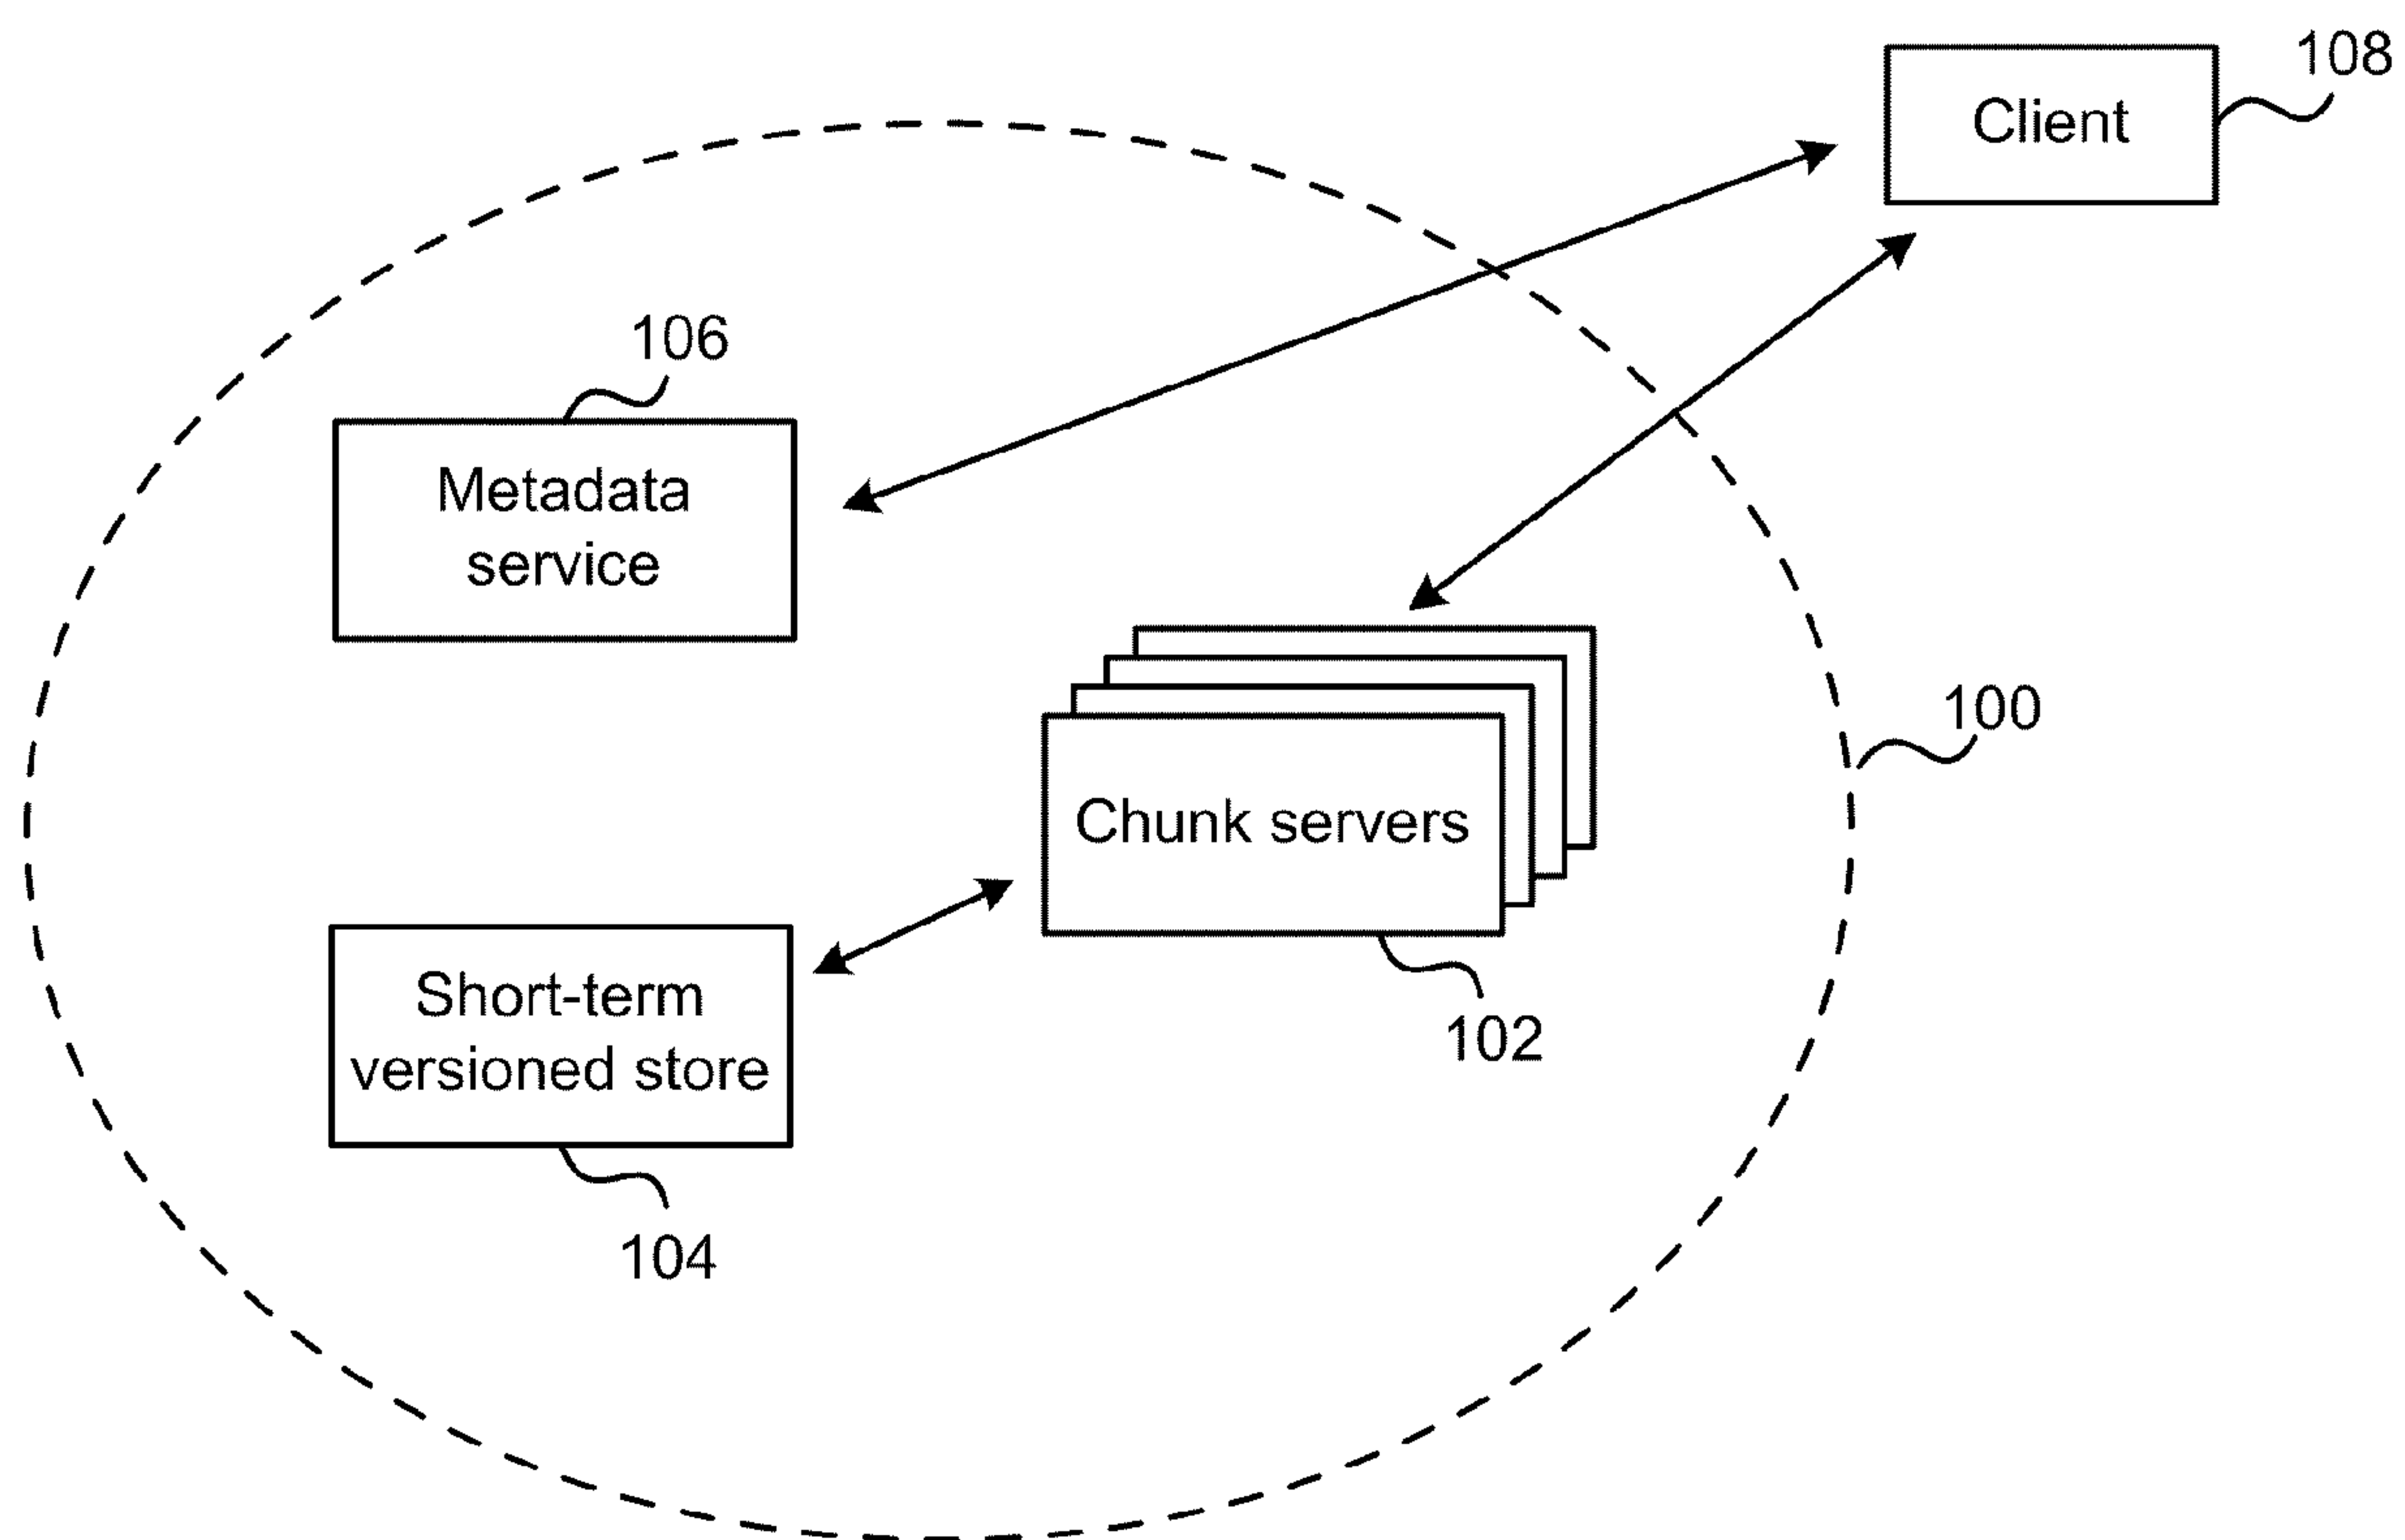 108
Client
106
Metadata
service
100
Chunk servers
102
Short-term
versioned store
104